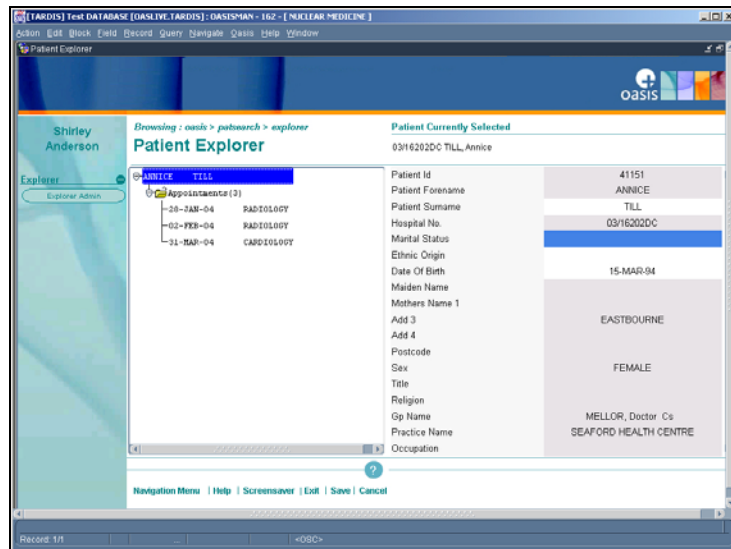 [TARDIS] Test DATABASE [OASLIVE.TARDIS] : OASISMAN - 162 - [ NUCLEAR MEDICINE ]
Action Edit Block Field Record Query Navigate Oasis Help Window
Patient Explorer
oasis
Shirley
Anderson
Explorer
Explorer Admin
Browsing : oasis > patsearch > explorer
Patient Explorer
Patient Currently Selected
03/16202DC TILL, Annice
ANNICE TILL
Appointments(3)
28-JAN-04 RADIOLOGY
02-FEB-04 RADIOLOGY
31-MAR-04 CARDIOLOGY
Patient Id 41151
Patient Forename ANNICE
Patient Surname TILL
Hospital No. 03/16202DC
Marital Status
Ethnic Origin
Date Of Birth 15-MAR-94
Maiden Name
Mothers Name 1
Add 3 EASTBOURNE
Add 4
Postcode
Sex FEMALE
Title
Religion
Gp Name MELLOR, Doctor Cs
Practice Name SEAFORD HEALTH CENTRE
Occupation
?
Navigation Menu | Help | Screensaver | Exit | Save | Cancel
Record: 1/1 ... <OSC>